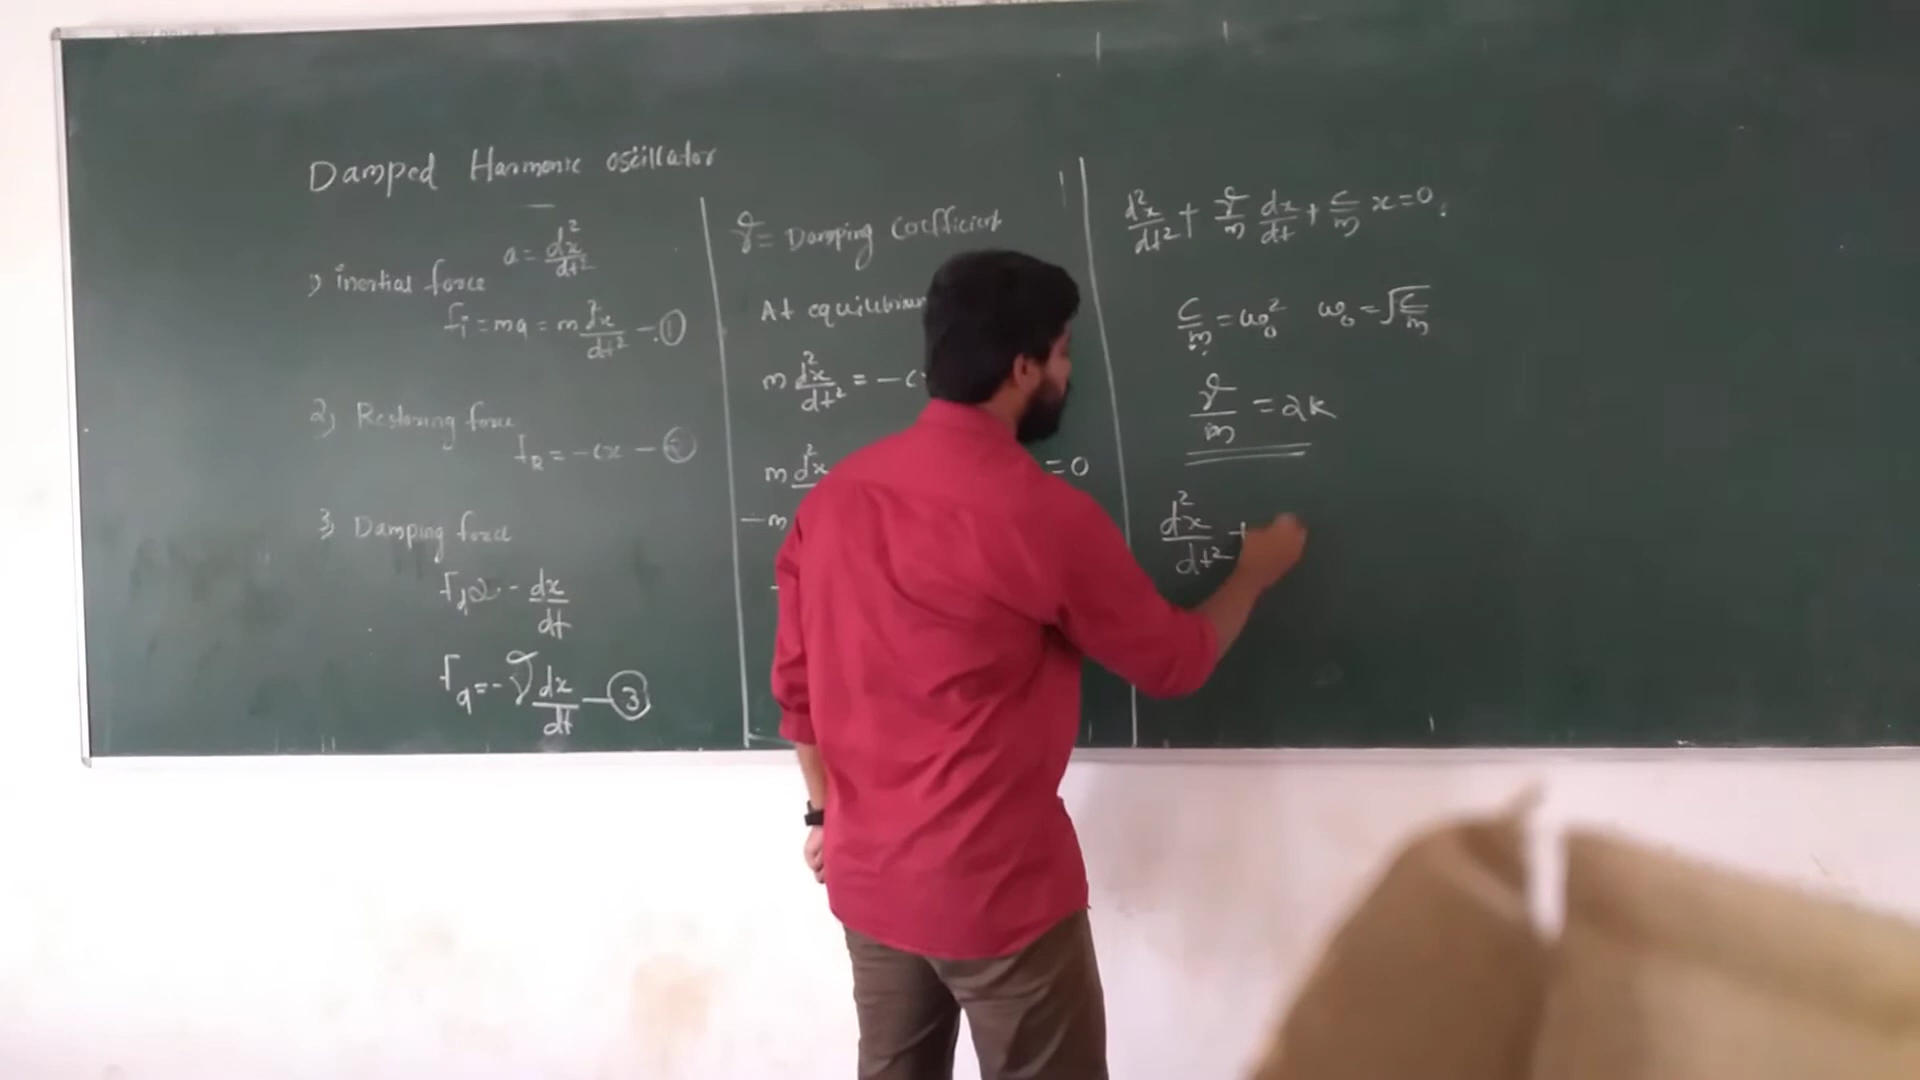 Damped Harmonic oscillator
a = d²x/dt²
1) inertial force
Fi = ma = m d²x/dt² — ①
2) Restoring force
FR = -cx — ②
3) Damping force
Fd ∝ - dx/dt
Fd = - γ dx/dt — ③
γ = Damping Coefficient
At equilibrium
m d²x/dt² = - c
m d²x = 0
- m
d²x/dt² + γ/m dx/dt + c/m x = 0.
c/m = ω₀² ω₀ = √c/m
γ/m = 2k
d²x/dt² +